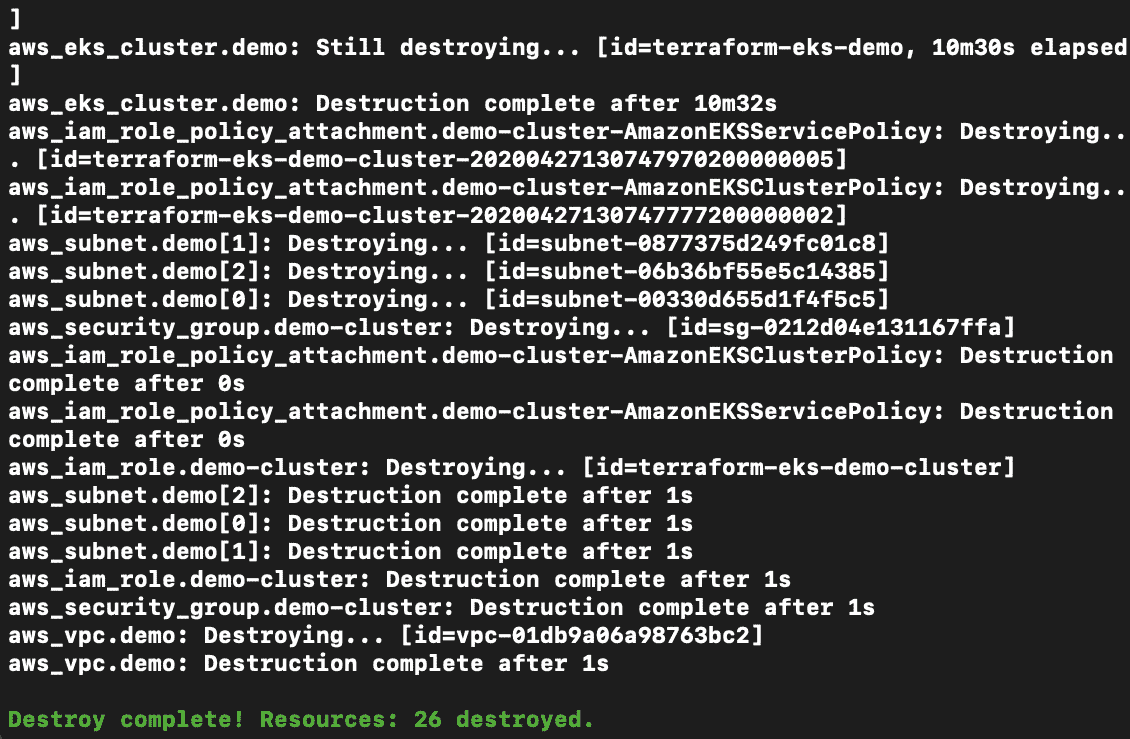 ]
aws_eks_cluster.demo: Still destroying... [id=terraform-eks-demo, 10m30s elapsed
]
aws_eks_cluster.demo: Destruction complete after 10m32s
aws_iam_role_policy_attachment.demo-cluster-AmazonEKSServicePolicy: Destroying..
. [id=terraform-eks-demo-cluster-20200427130747970200000005]
aws_iam_role_policy_attachment.demo-cluster-AmazonEKSClusterPolicy: Destroying..
. [id=terraform-eks-demo-cluster-20200427130747777200000002]
aws_subnet.demo[1]: Destroying... [id=subnet-0877375d249fc01c8]
aws_subnet.demo[2]: Destroying... [id=subnet-06b36bf55e5c14385]
aws_subnet.demo[0]: Destroying... [id=subnet-00330d655d1f4f5c5]
aws_security_group.demo-cluster: Destroying... [id=sg-0212d04e131167ffa]
aws_iam_role_policy_attachment.demo-cluster-AmazonEKSClusterPolicy: Destruction
complete after 0s
aws_iam_role_policy_attachment.demo-cluster-AmazonEKSServicePolicy: Destruction
complete after 0s
aws_iam_role.demo-cluster: Destroying... [id=terraform-eks-demo-cluster]
aws_subnet.demo[2]: Destruction complete after 1s
aws_subnet.demo[0]: Destruction complete after 1s
aws_subnet.demo[1]: Destruction complete after 1s
aws_iam_role.demo-cluster: Destruction complete after 1s
aws_security_group.demo-cluster: Destruction complete after 1s
aws_vpc.demo: Destroying... [id=vpc-01db9a06a98763bc2]
aws_vpc.demo: Destruction complete after 1s
Destroy complete! Resources: 26 destroyed.